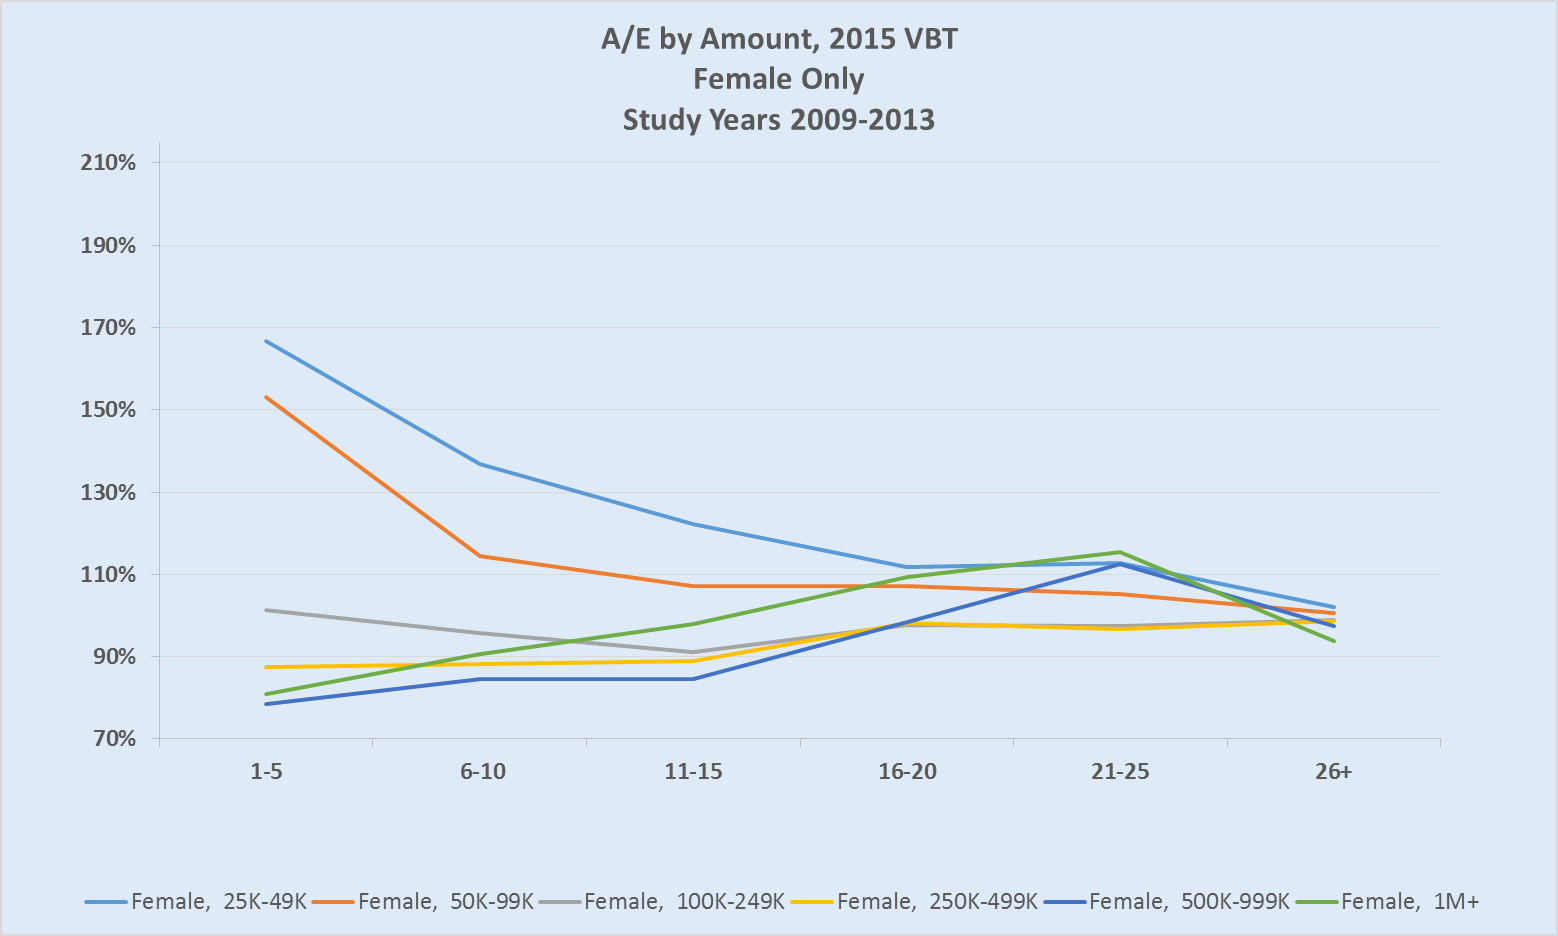 A/E by Amount, 2015 VBT
Female Only
Study Years 2009-2013
210%
190%
170%
150%
130%
110%
90%
70%
1-5 6-10 11-15 16-20 21-25 26+
Female, 25K-49K Female, 50K-99K Female, 100K-249K Female, 250K-499K Female, 500K-999K Female, 1M+